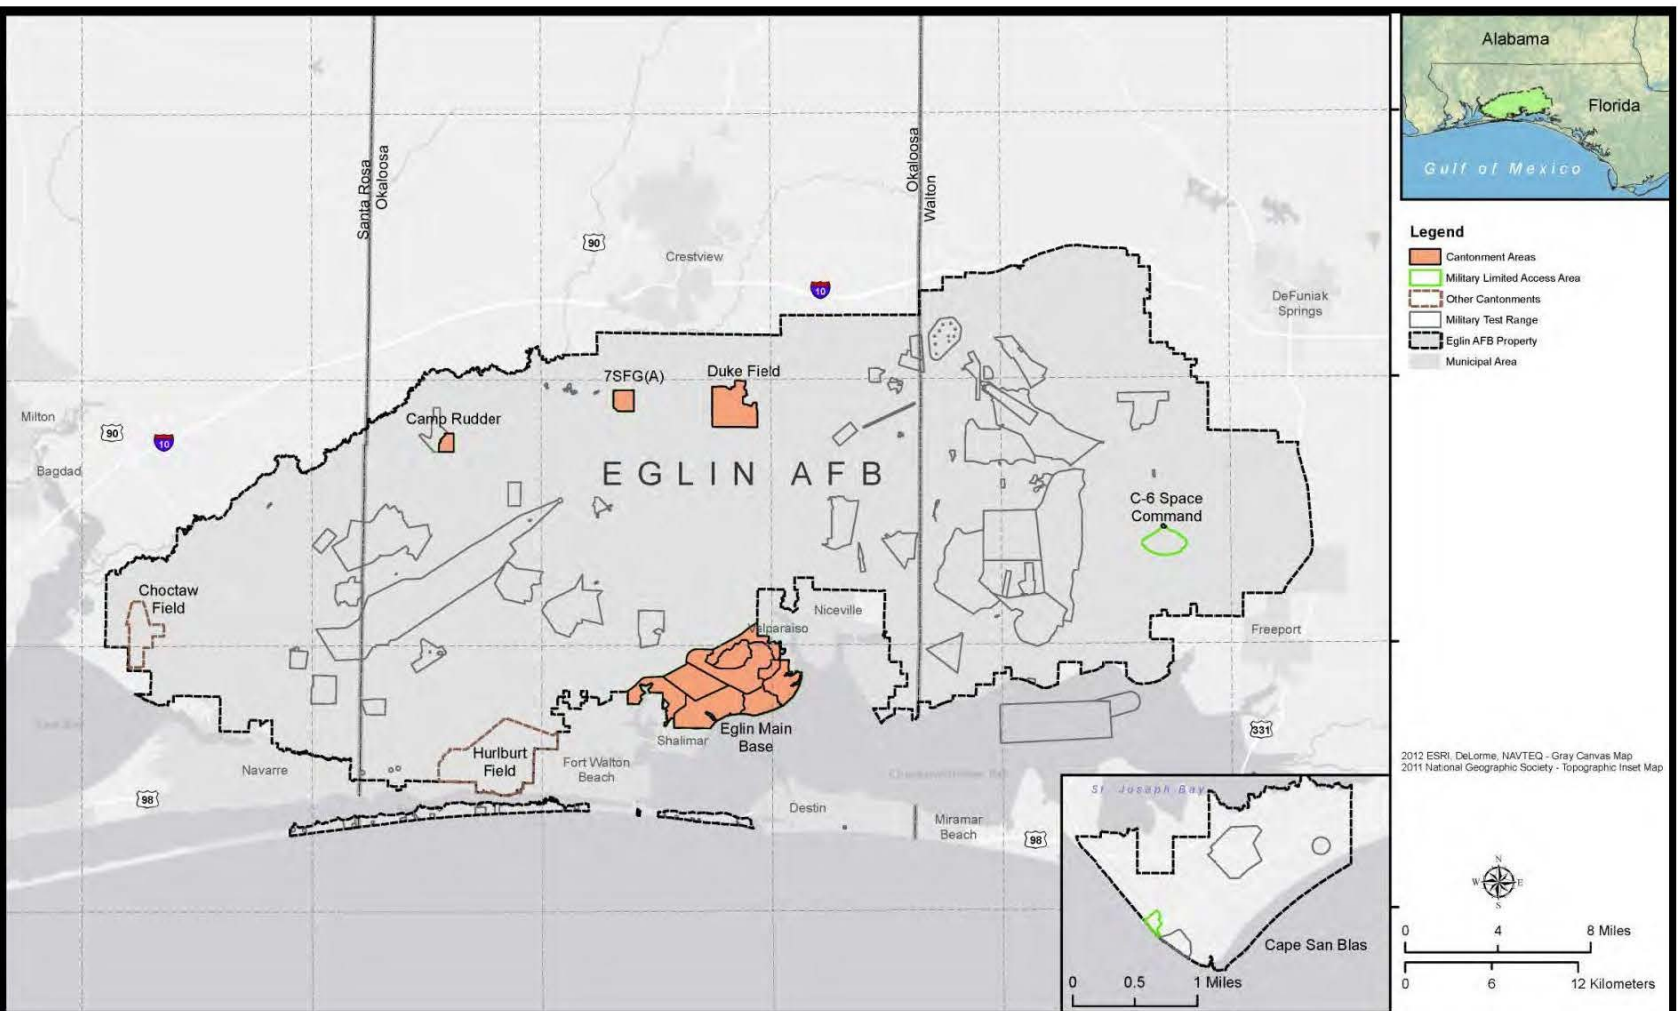 Alabama
Florida
Gulf of Mexico
Santa Rosa
Okaloosa
Okaloosa
Walton
90
Crestview
10
DeFuniak
Springs
Legend
Cantonment Areas
Military Limited Access Area
Other Cantonments
Military Test Range
Eglin AFB Property
Municipal Area
7SFG(A)
Duke Field
Milton
90
10
Camp Rudder
Bagdad
EGLIN AFB
C-6 Space
Command
Choctaw
Field
Niceville
Valparaiso
Freeport
Eglin Main
Base
Shalimar
331
Hurlburt
Field
Fort Walton
Beach
Navarre
98
Destin
Miramar
Beach
98
St. Joseph Bay
Cape San Blas
0 0.5 1 Miles
2012 ESRI, DeLorme, NAVTEQ - Gray Canvas Map
2011 National Geographic Society - Topographic Inset Map
N
W E
S
0 4 8 Miles
0 6 12 Kilometers